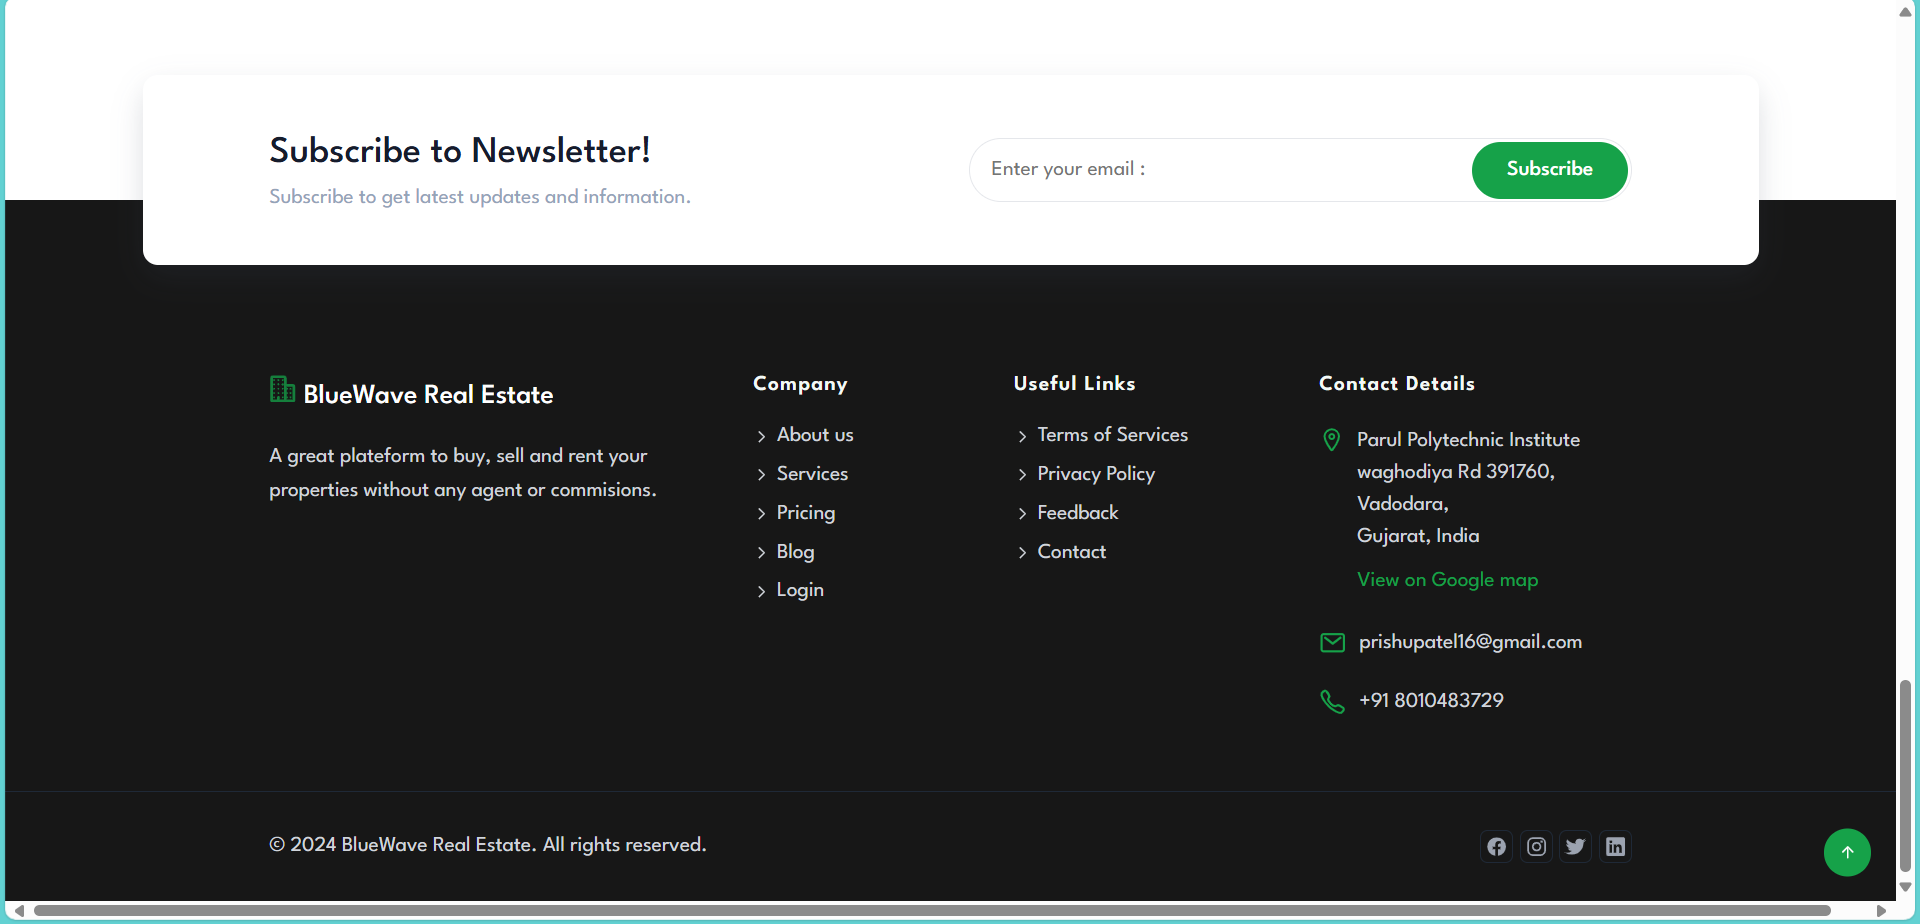 Subscribe to Newsletter!
Subscribe to get latest updates and information.
Enter your email :
Subscribe
BlueWave Real Estate
A great plateform to buy, sell and rent your
properties without any agent or commisions.
Company
About us
Services
Pricing
Blog
Login
Useful Links
Terms of Services
Privacy Policy
Feedback
Contact
Contact Details
Parul Polytechnic Institute
waghodiya Rd 391760,
Vadodara,
Gujarat, India
View on Google map
prishupatel16@gmail.com
+91 8010483729
© 2024 BlueWave Real Estate. All rights reserved.